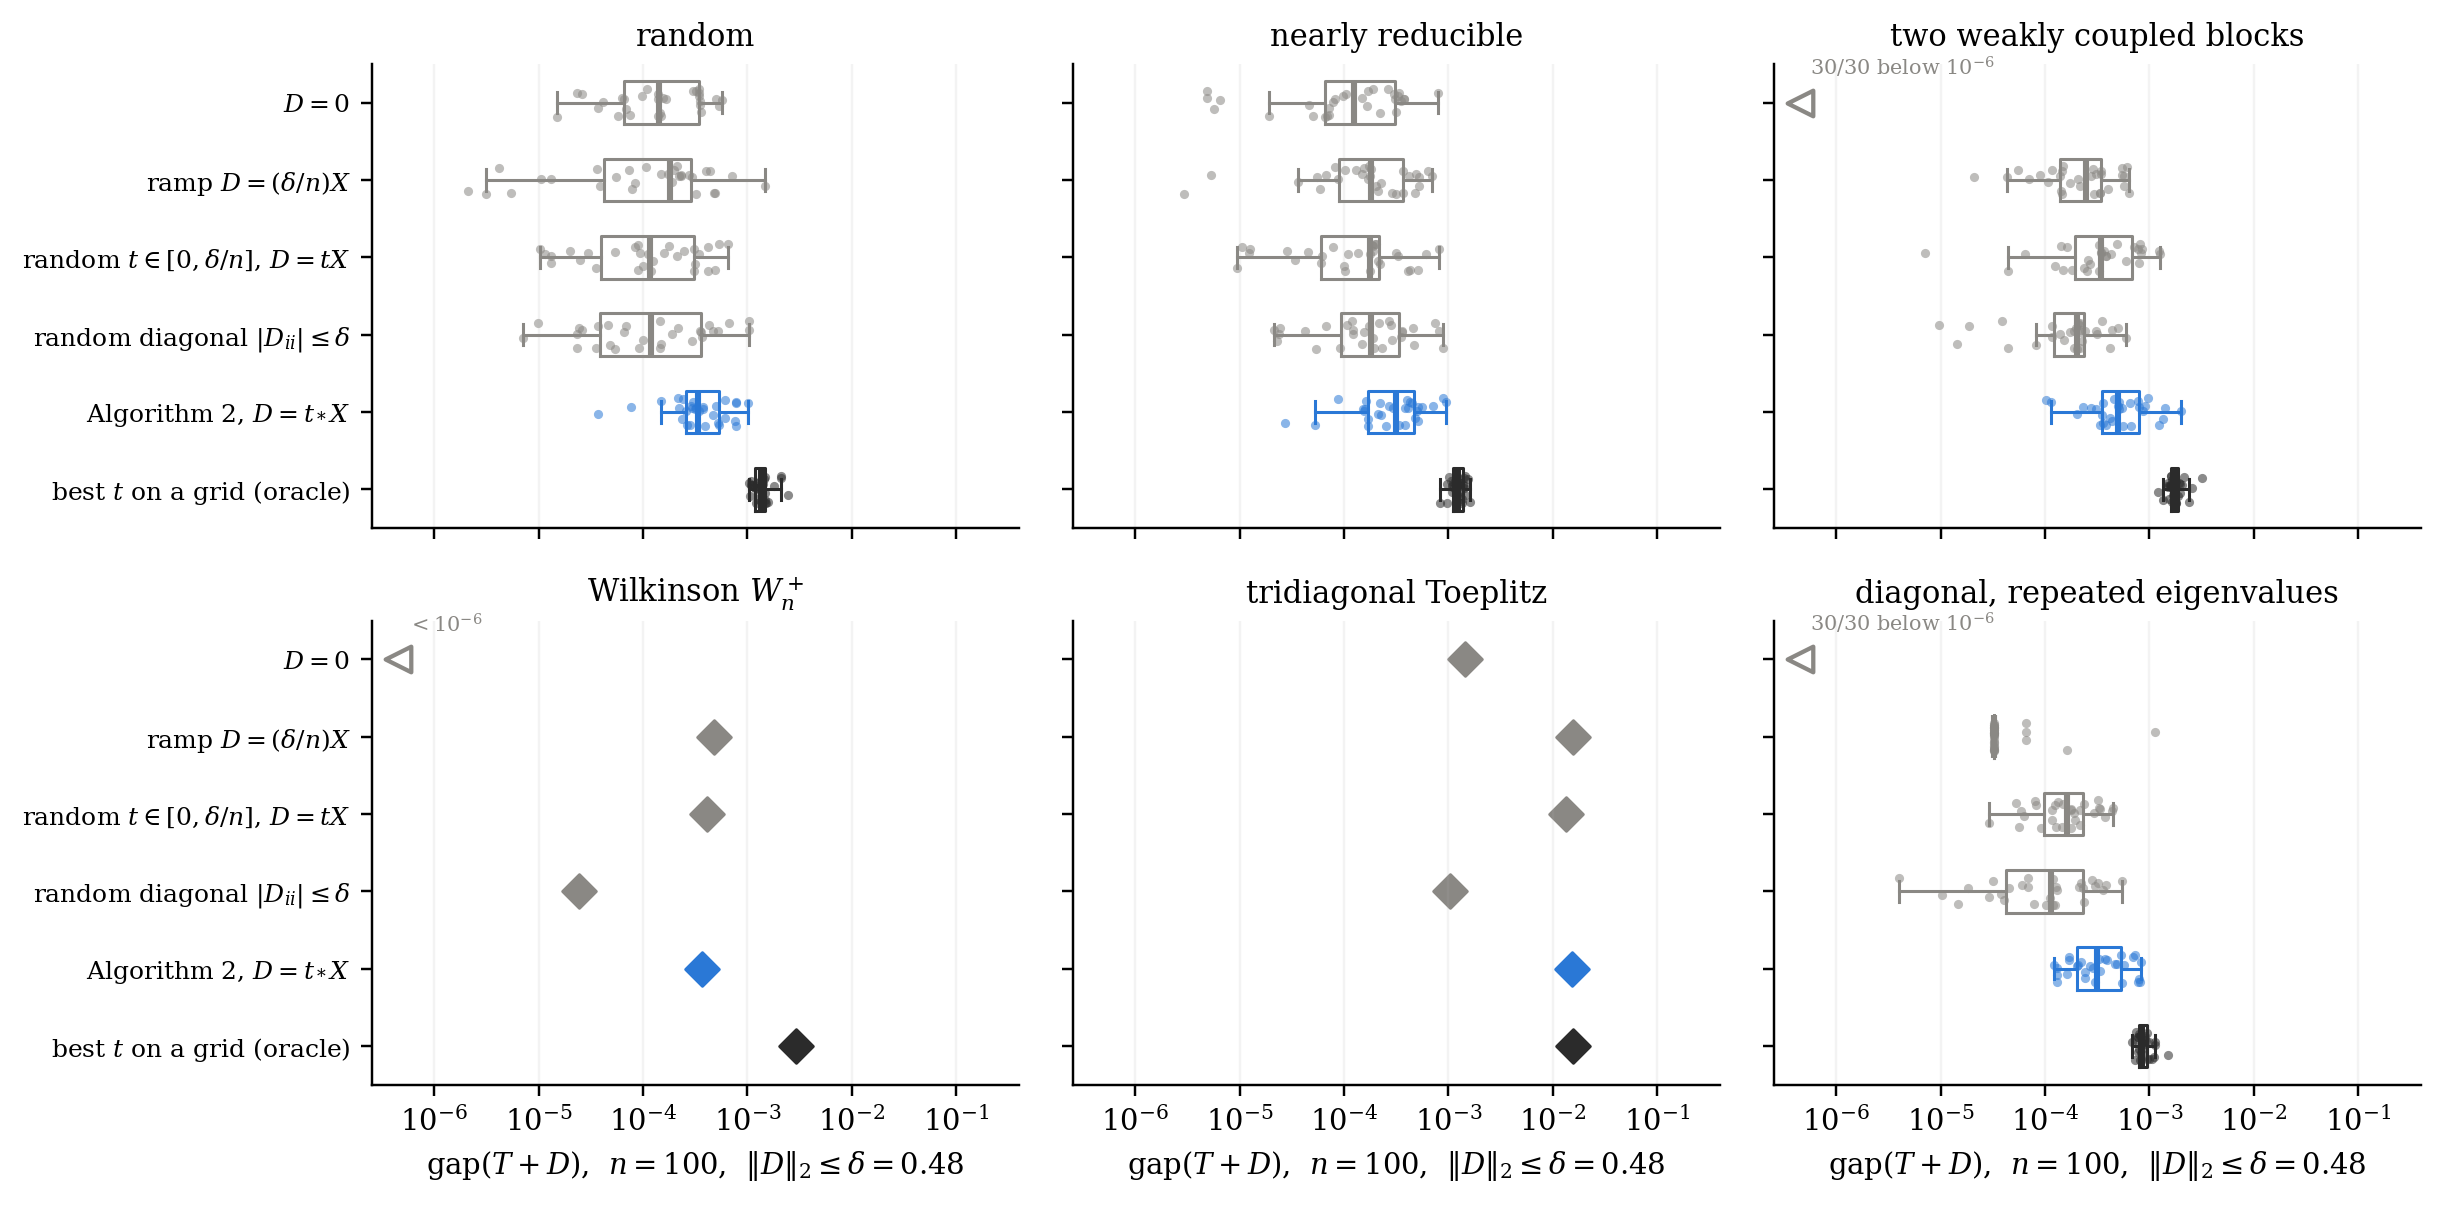 random
nearly reducible
two weakly coupled blocks
30/30 below 10⁻⁶
D = 0
ramp D = (δ/n)X
random t ∈ [0, δ/n], D = tX
random diagonal |Dᵢᵢ| ≤ δ
Algorithm 2, D = t∗X
best t on a grid (oracle)
Wilkinson Wₙ⁺
tridiagonal Toeplitz
diagonal, repeated eigenvalues
< 10⁻⁶
30/30 below 10⁻⁶
D = 0
ramp D = (δ/n)X
random t ∈ [0, δ/n], D = tX
random diagonal |Dᵢᵢ| ≤ δ
Algorithm 2, D = t∗X
best t on a grid (oracle)
10⁻⁶ 10⁻⁵ 10⁻⁴ 10⁻³ 10⁻² 10⁻¹
10⁻⁶ 10⁻⁵ 10⁻⁴ 10⁻³ 10⁻² 10⁻¹
10⁻⁶ 10⁻⁵ 10⁻⁴ 10⁻³ 10⁻² 10⁻¹
gap(T + D), n = 100, ‖D‖₂ ≤ δ = 0.48
gap(T + D), n = 100, ‖D‖₂ ≤ δ = 0.48
gap(T + D), n = 100, ‖D‖₂ ≤ δ = 0.48